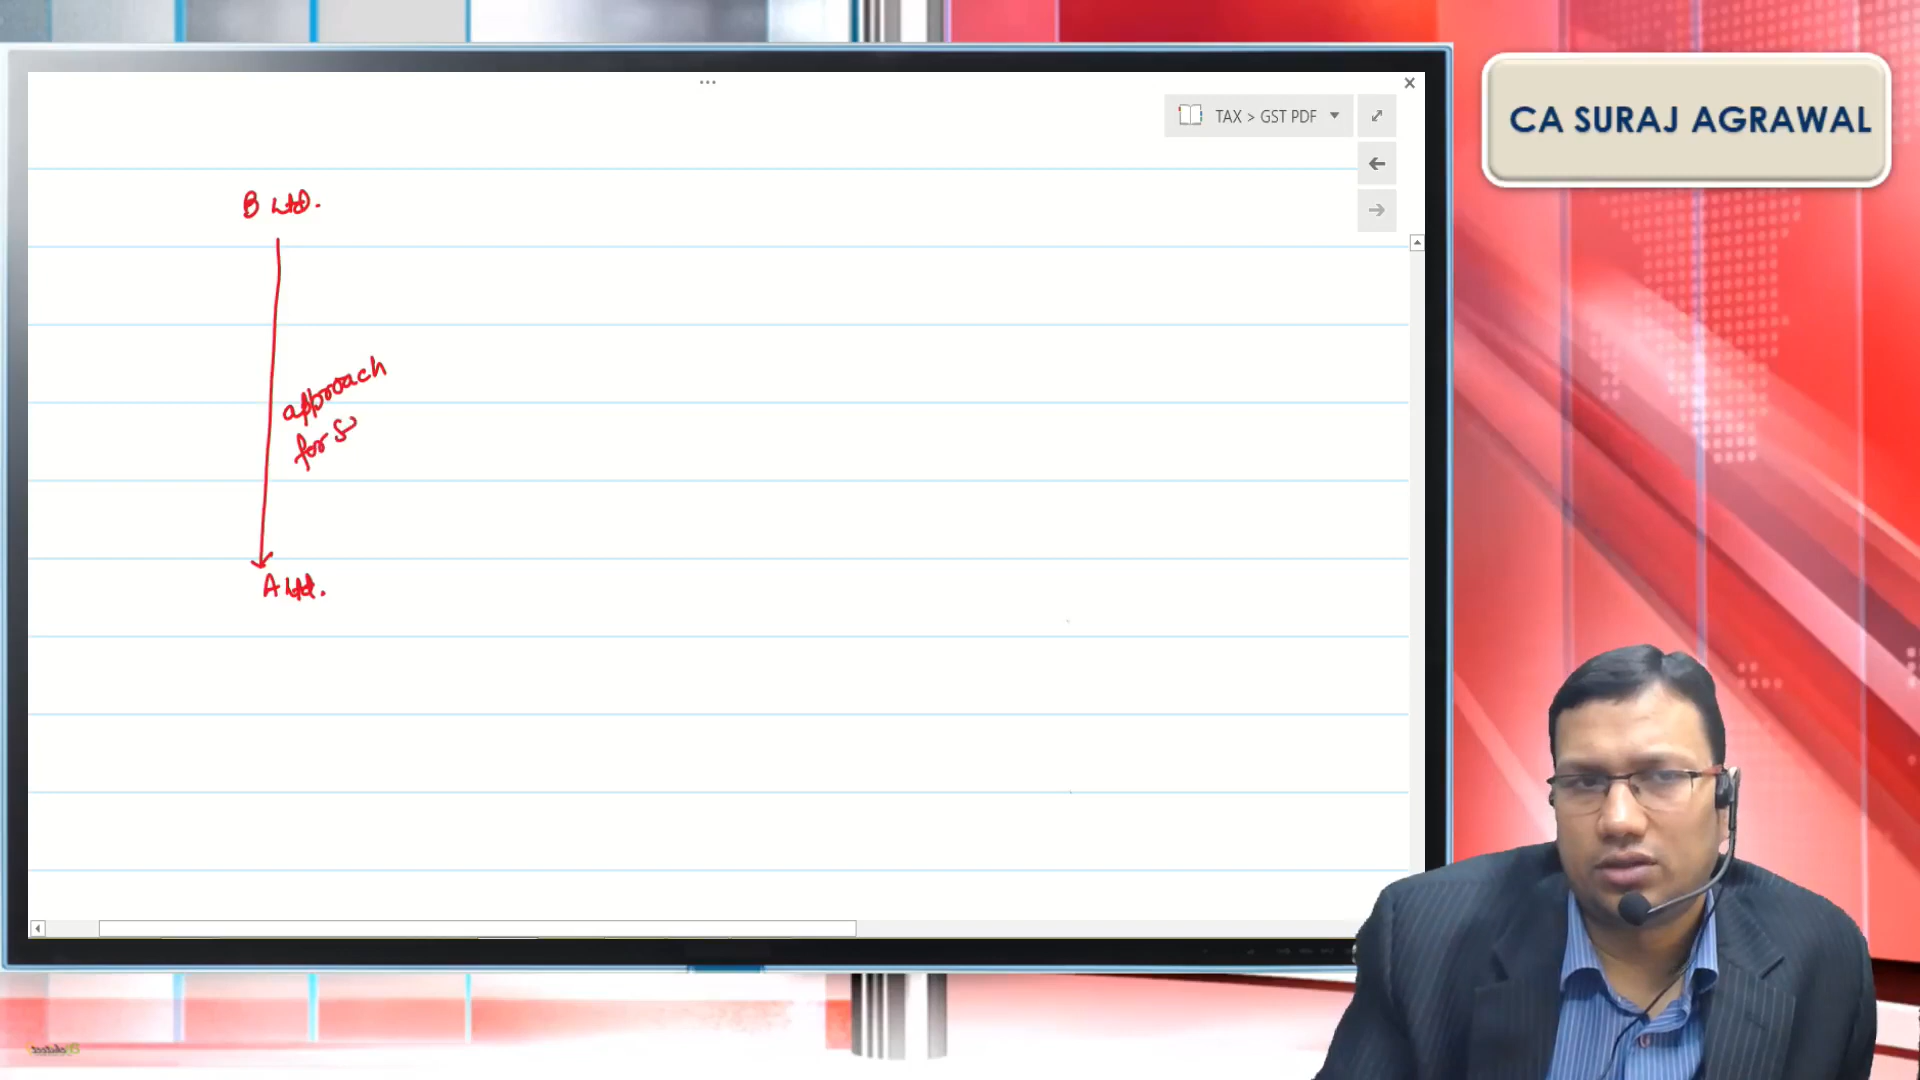 TAX > GST PDF
CA SURAJ AGRAWAL
B Ltd.
approach
for S
A Ltd.